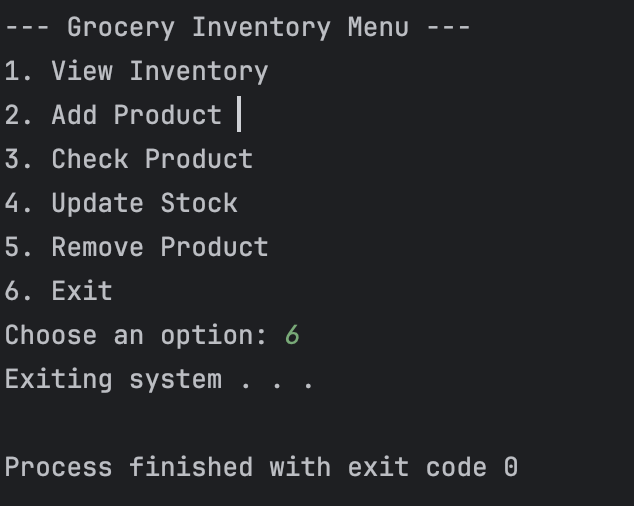 --- Grocery Inventory Menu ---
1. View Inventory
2. Add Product
3. Check Product
4. Update Stock
5. Remove Product
6. Exit
Choose an option: 6
Exiting system . . .
Process finished with exit code 0